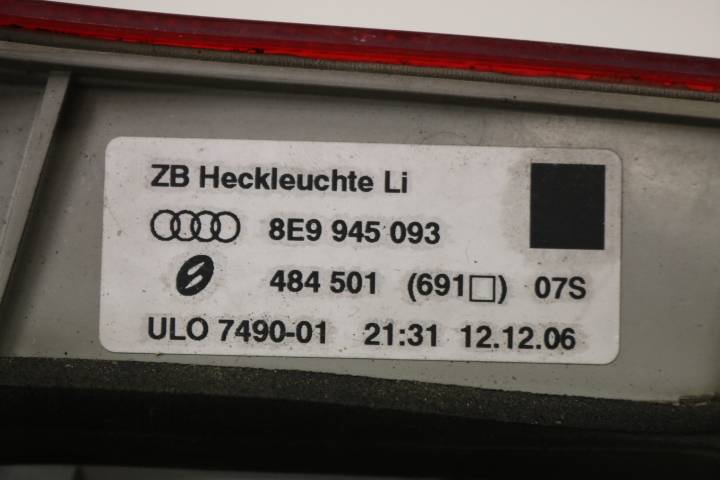 ZB Heckleuchte Li
8E9 945 093
484 501 (691□) 07S
ULO 7490-01 21:31 12.12.06